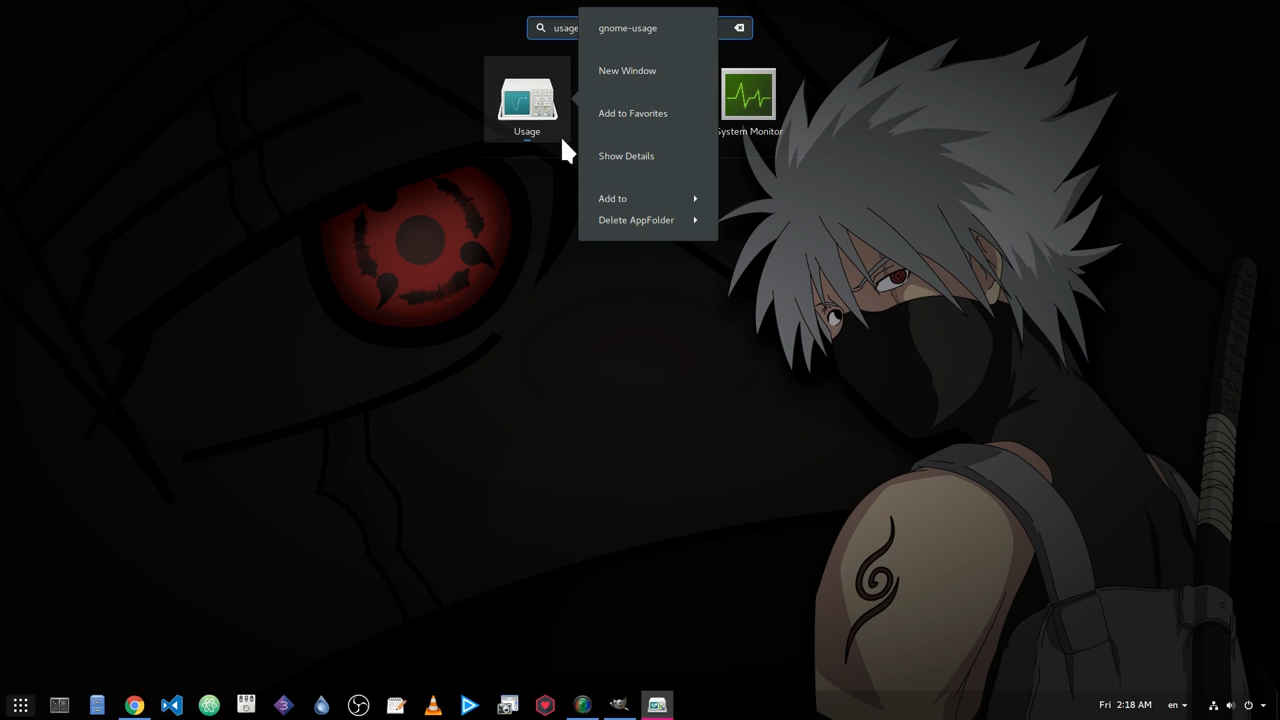 usage
gnome-usage
New Window
Add to Favorites
Show Details
Add to
Delete AppFolder
Usage
System Monitor
3
Fri 2:18 AM
en